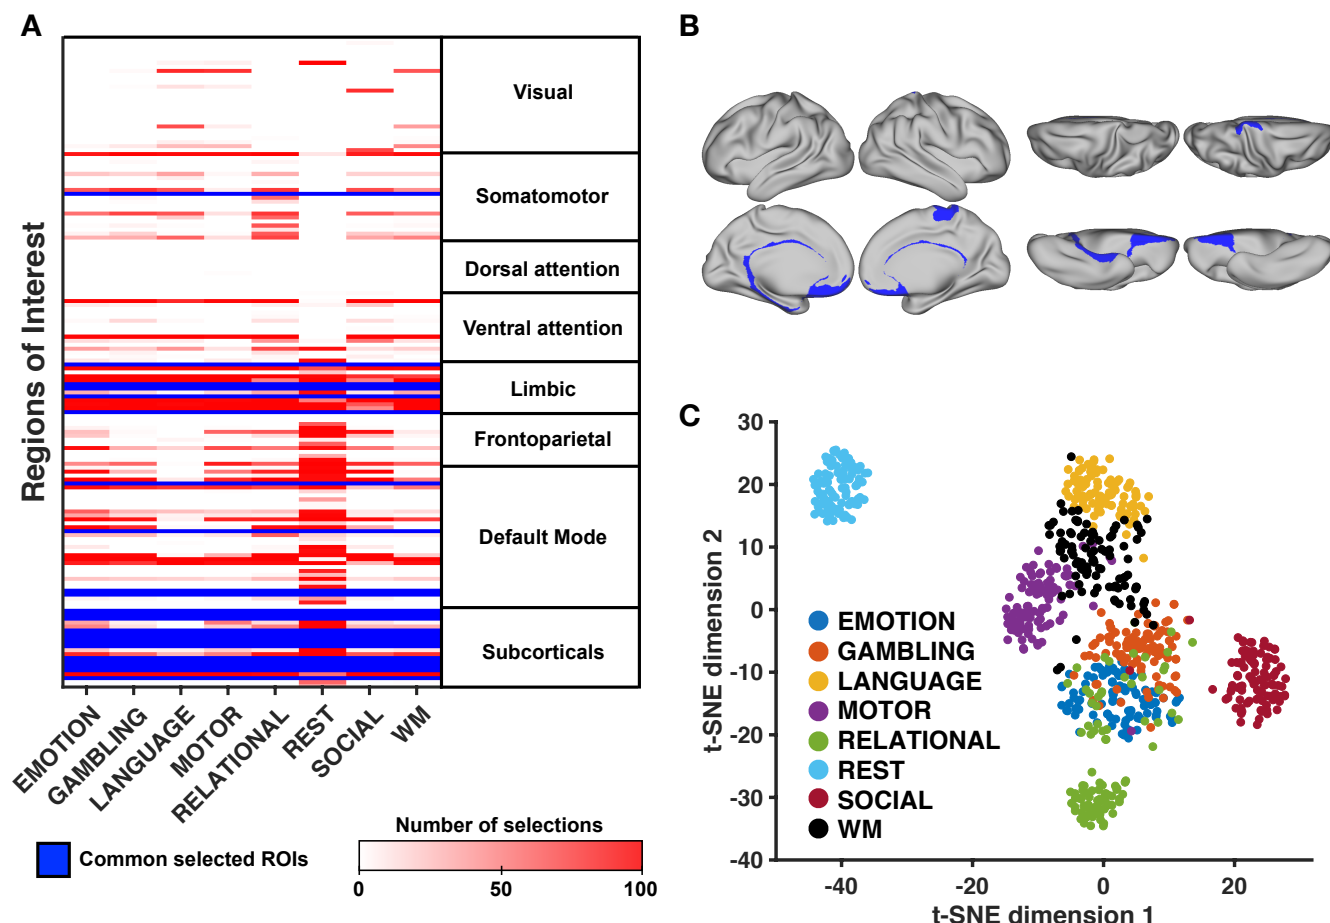 A
Regions of Interest
Visual
Somatomotor
Dorsal attention
Ventral attention
Limbic
Frontoparietal
Default Mode
Subcorticals
EMOTION
GAMBLING
LANGUAGE
MOTOR
RELATIONAL
REST
SOCIAL
WM
Common selected ROIs
Number of selections
0
50
100
B
C
t-SNE dimension 2
30
20
10
0
-10
-20
-30
-40
EMOTION
GAMBLING
LANGUAGE
MOTOR
RELATIONAL
REST
SOCIAL
WM
-40
-20
0
20
t-SNE dimension 1